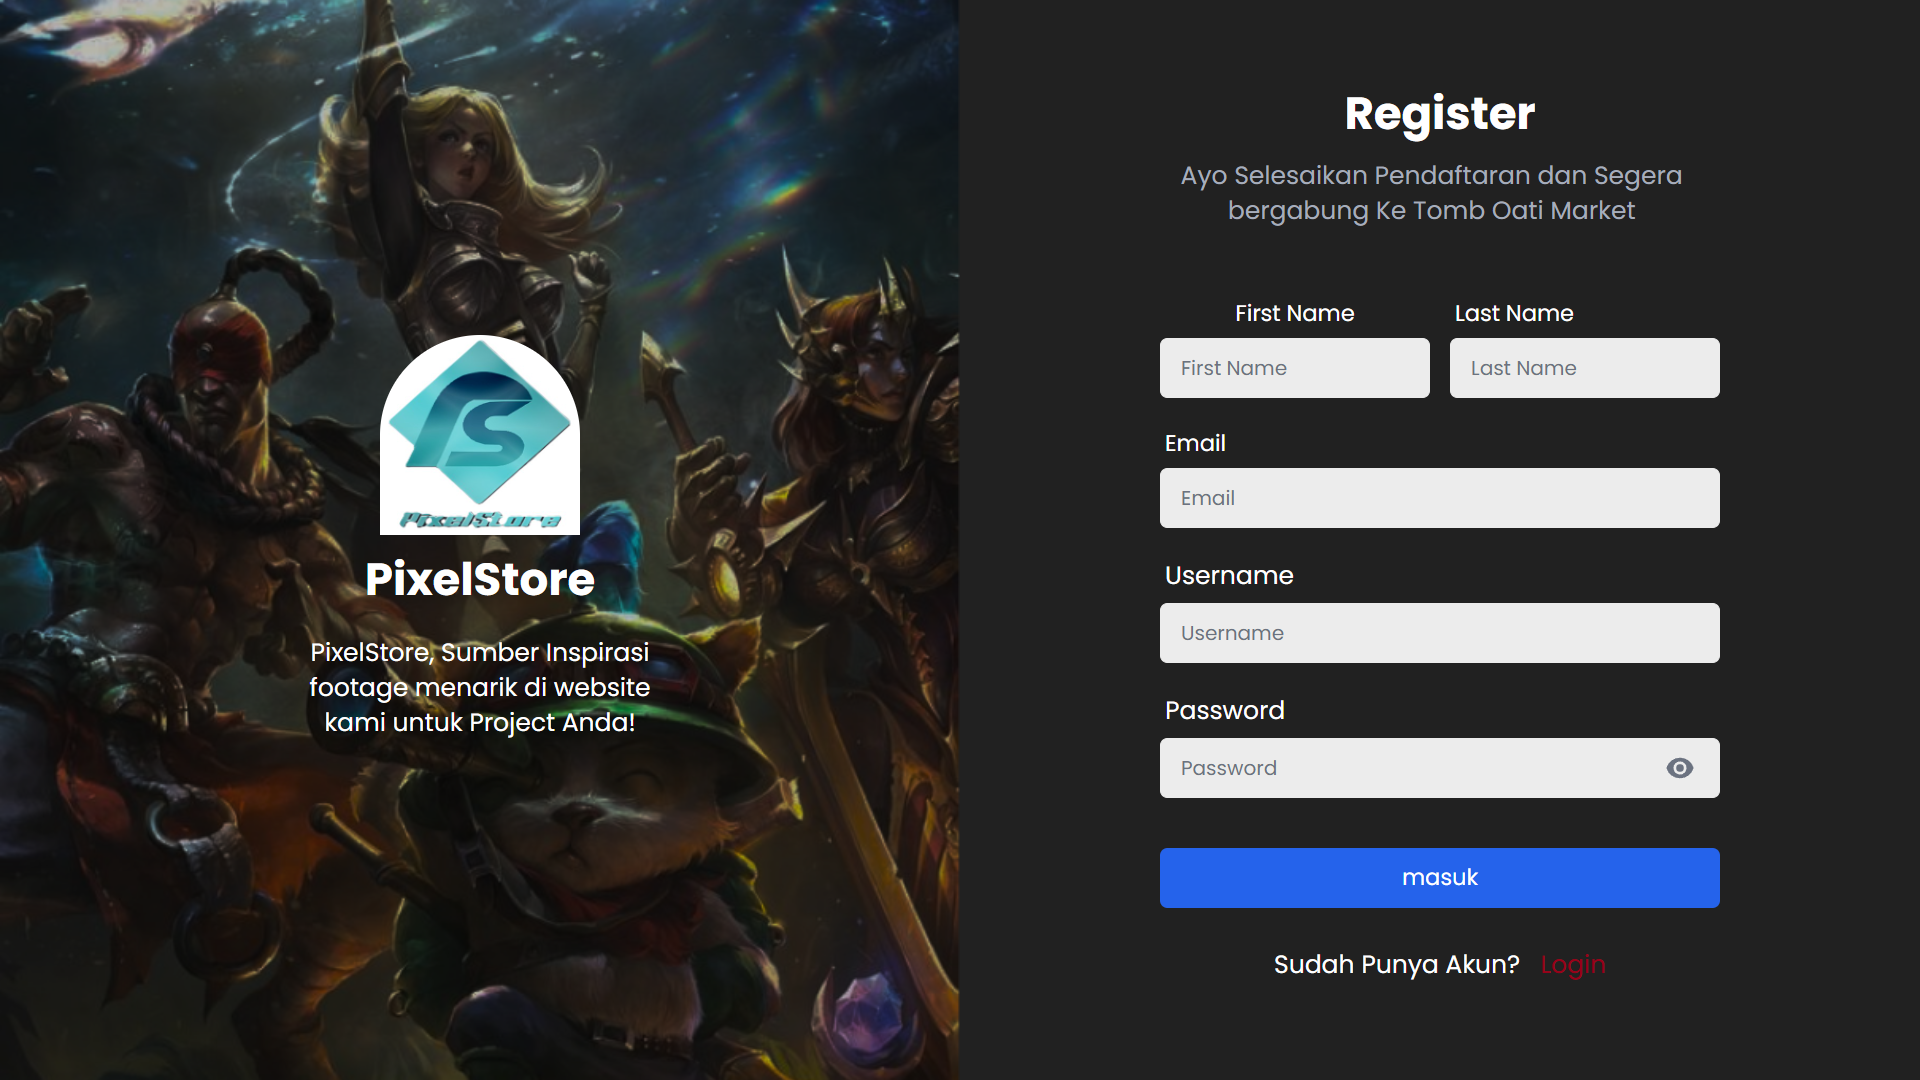 PixelStore
PixelStore
PixelStore, Sumber Inspirasi
footage menarik di website
kami untuk Project Anda!
Register
Ayo Selesaikan Pendaftaran dan Segera
bergabung Ke Tomb Oati Market
First Name
Last Name
First Name
Last Name
Email
Email
Username
Username
Password
Password
masuk
Sudah Punya Akun? Login